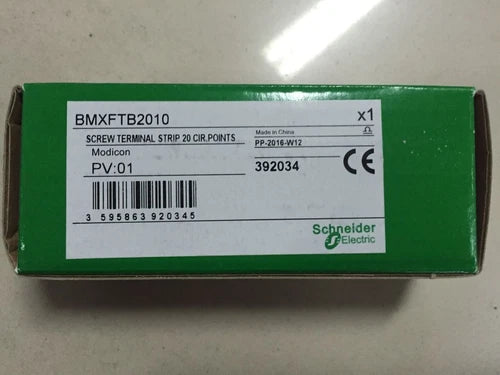 BMXFTB2010 x1
SCREW TERMINAL STRIP 20 CIR.POINTS
Made in China
Modicon
PP-2016-W12
PV:01
392034
CE
3 595863 920345
Schneider
Electric